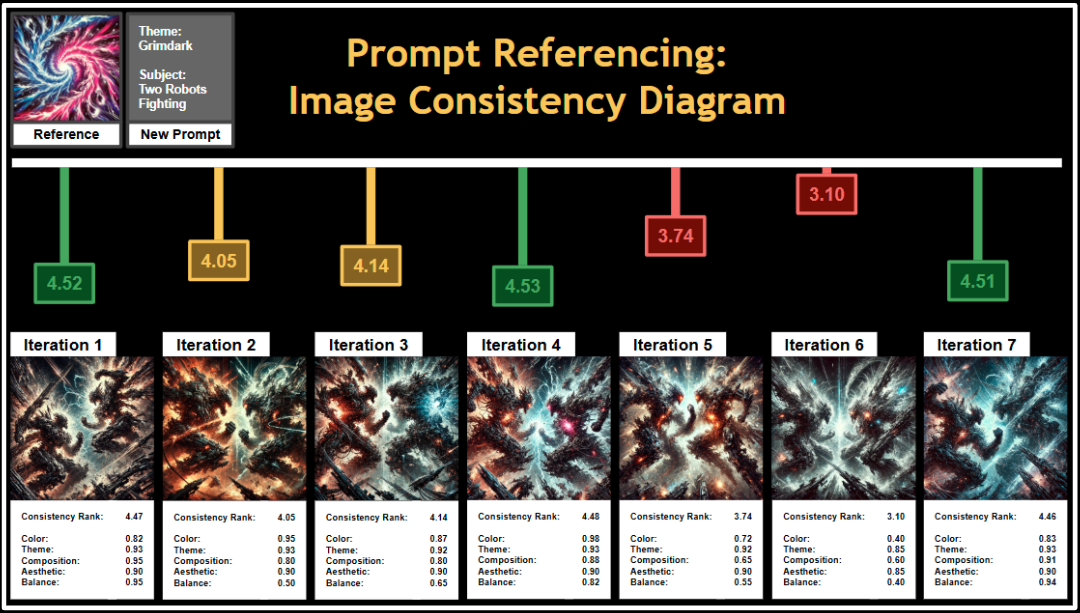 Theme:
Grimdark
Subject:
Two Robots
Fighting
Reference
New Prompt
Prompt Referencing:
Image Consistency Diagram
4.52
4.05
4.14
4.53
3.74
3.10
4.51
Iteration 1
Consistency Rank: 4.47
Color: 0.82
Theme: 0.93
Composition: 0.95
Aesthetic: 0.90
Balance: 0.95
Iteration 2
Consistency Rank: 4.05
Color: 0.95
Theme: 0.93
Composition: 0.80
Aesthetic: 0.90
Balance: 0.50
Iteration 3
Consistency Rank: 4.14
Color: 0.87
Theme: 0.92
Composition: 0.80
Aesthetic: 0.90
Balance: 0.65
Iteration 4
Consistency Rank: 4.48
Color: 0.98
Theme: 0.93
Composition: 0.88
Aesthetic: 0.90
Balance: 0.82
Iteration 5
Consistency Rank: 3.74
Color: 0.72
Theme: 0.92
Composition: 0.65
Aesthetic: 0.90
Balance: 0.55
Iteration 6
Consistency Rank: 3.10
Color: 0.40
Theme: 0.85
Composition: 0.60
Aesthetic: 0.85
Balance: 0.40
Iteration 7
Consistency Rank: 4.46
Color: 0.83
Theme: 0.93
Composition: 0.91
Aesthetic: 0.90
Balance: 0.94